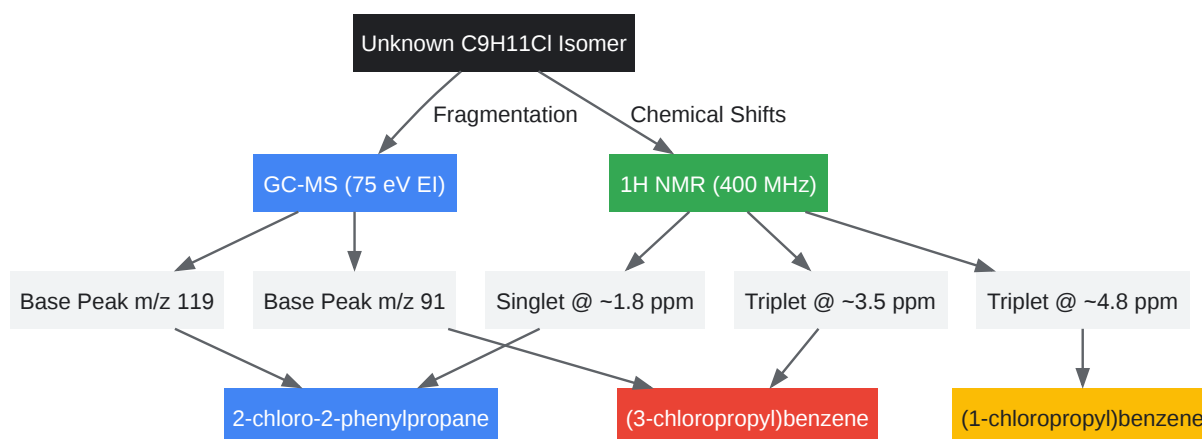 Unknown C9H11Cl Isomer
Fragmentation
Chemical Shifts
GC-MS (75 eV EI)
1H NMR (400 MHz)
Base Peak m/z 119
Base Peak m/z 91
Singlet @ ~1.8 ppm
Triplet @ ~3.5 ppm
Triplet @ ~4.8 ppm
2-chloro-2-phenylpropane
(3-chloropropyl)benzene
(1-chloropropyl)benzene